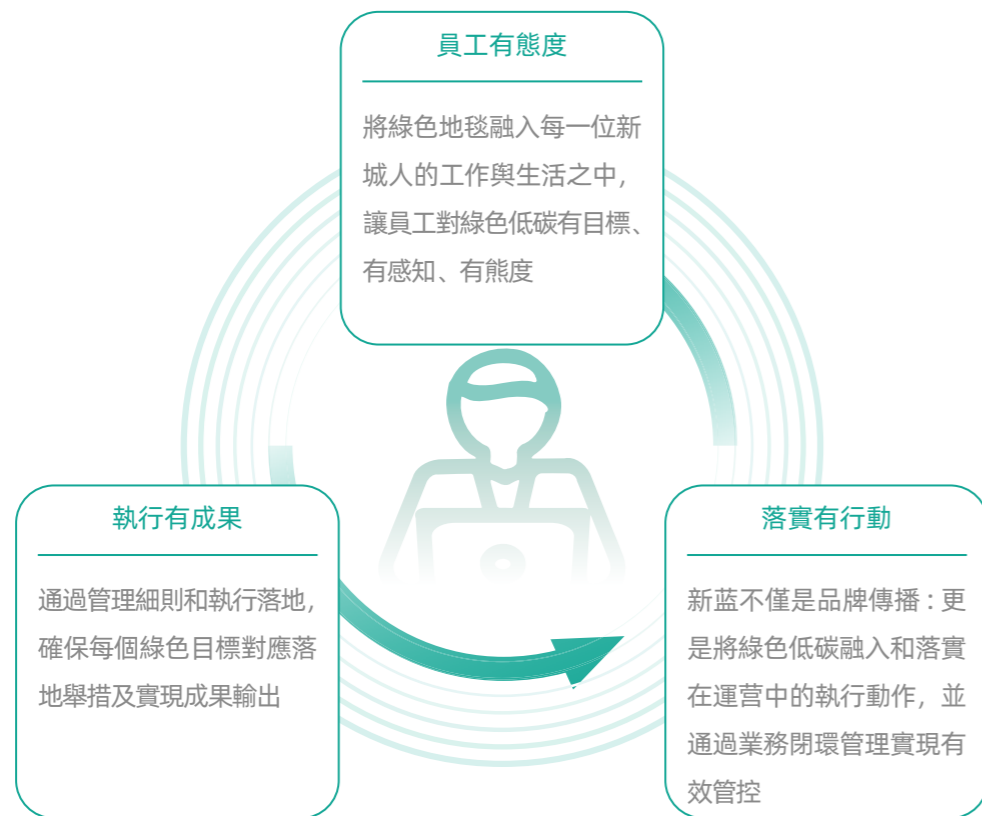 員工有態度
將綠色地毯融入每一位新
城人的工作與生活之中，
讓員工對綠色低碳有目標、
有感知、有態度
執行有成果
通過管理細則和執行落地，
確保每個綠色目標對應落
地舉措及實現成果輸出
落實有行動
新蓝不僅是品牌傳播：更
是將綠色低碳融入和落實
在運营中的執行動作，並
通過業務閉環管理實現有
效管控